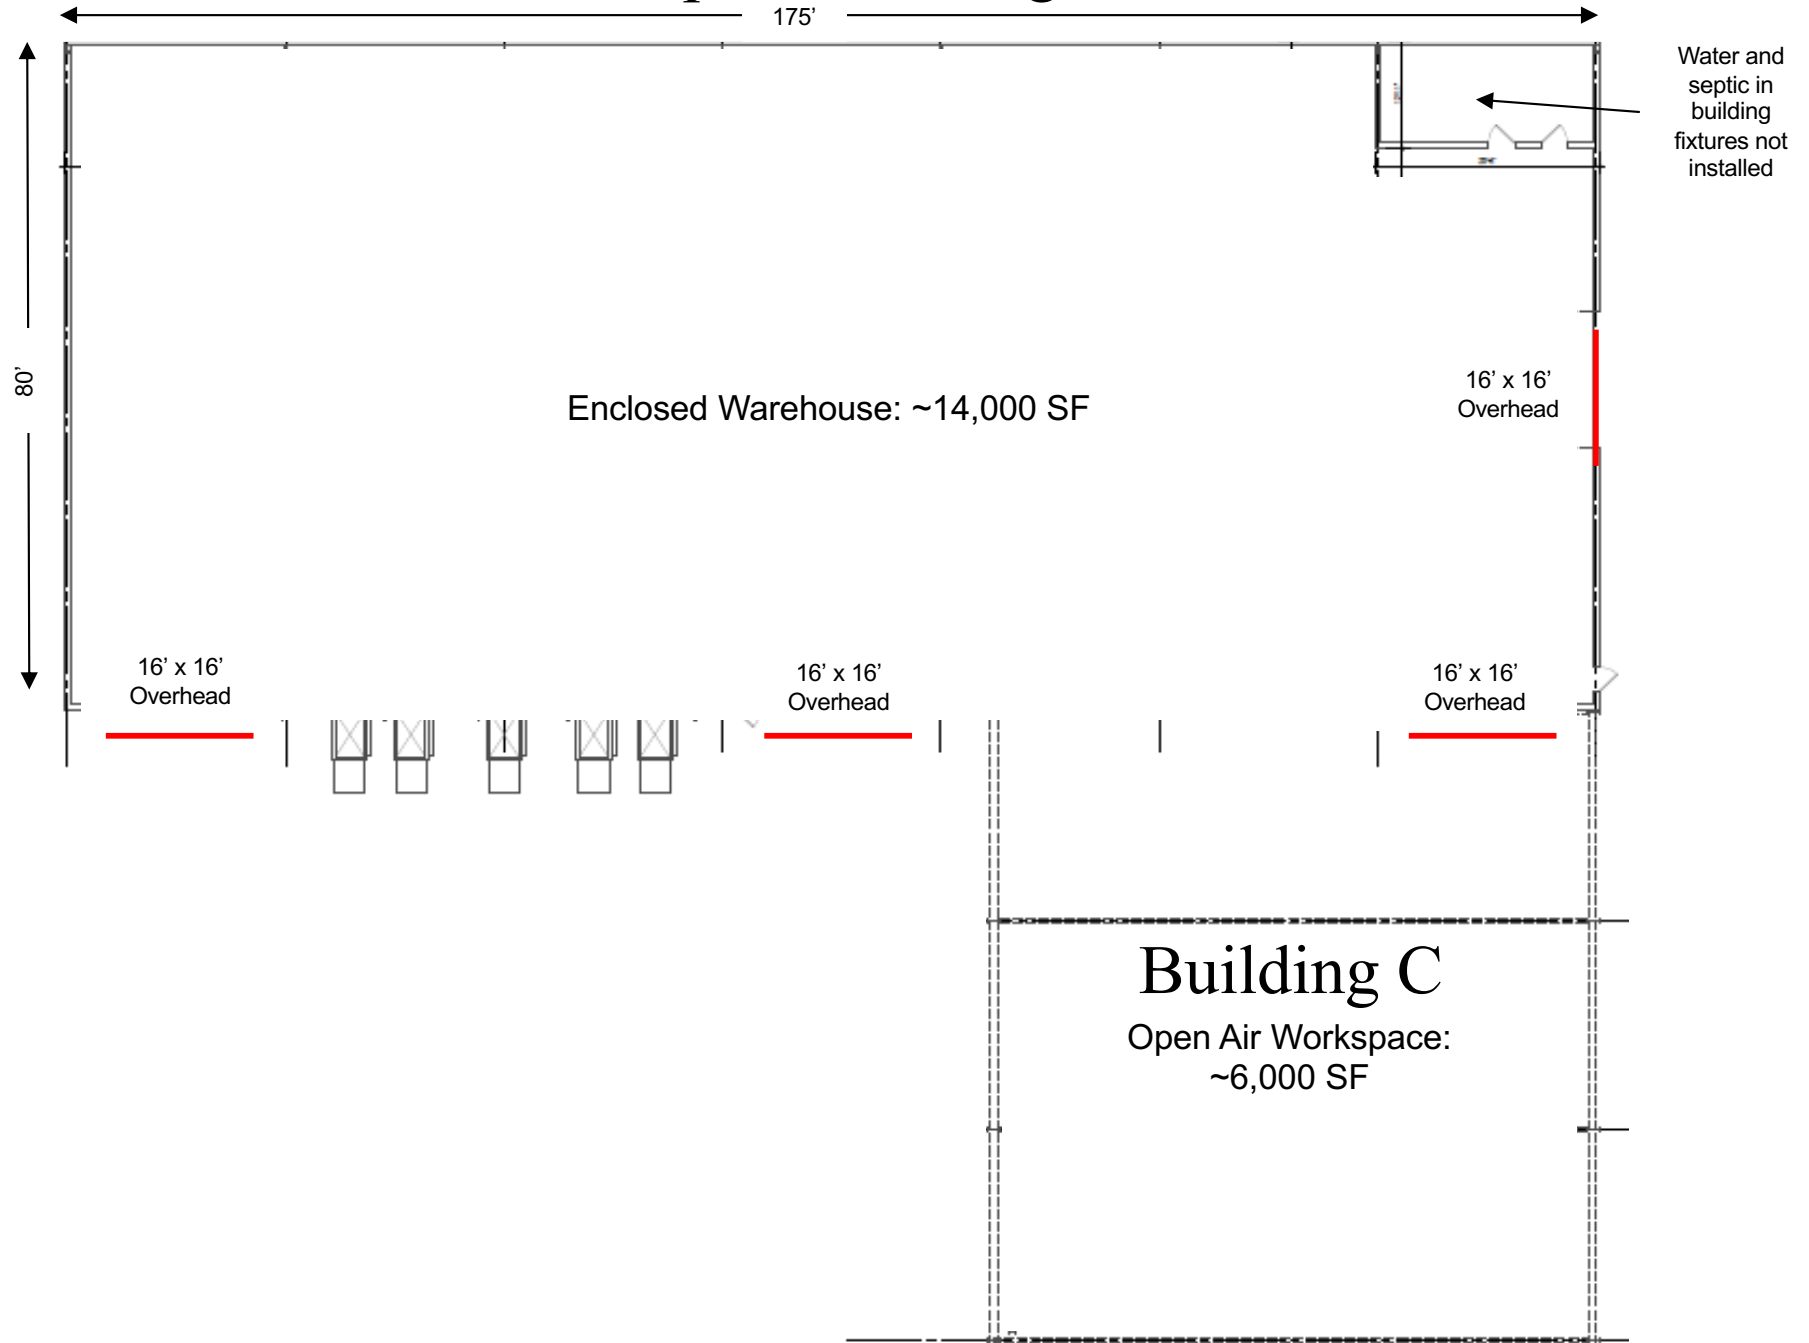 175’
Water and
septic in
building
fixtures not
installed
80’
Enclosed Warehouse: ~14,000 SF
16’ x 16’
Overhead
16’ x 16’
Overhead
16’ x 16’
Overhead
16’ x 16’
Overhead
Building C
Open Air Workspace:
~6,000 SF